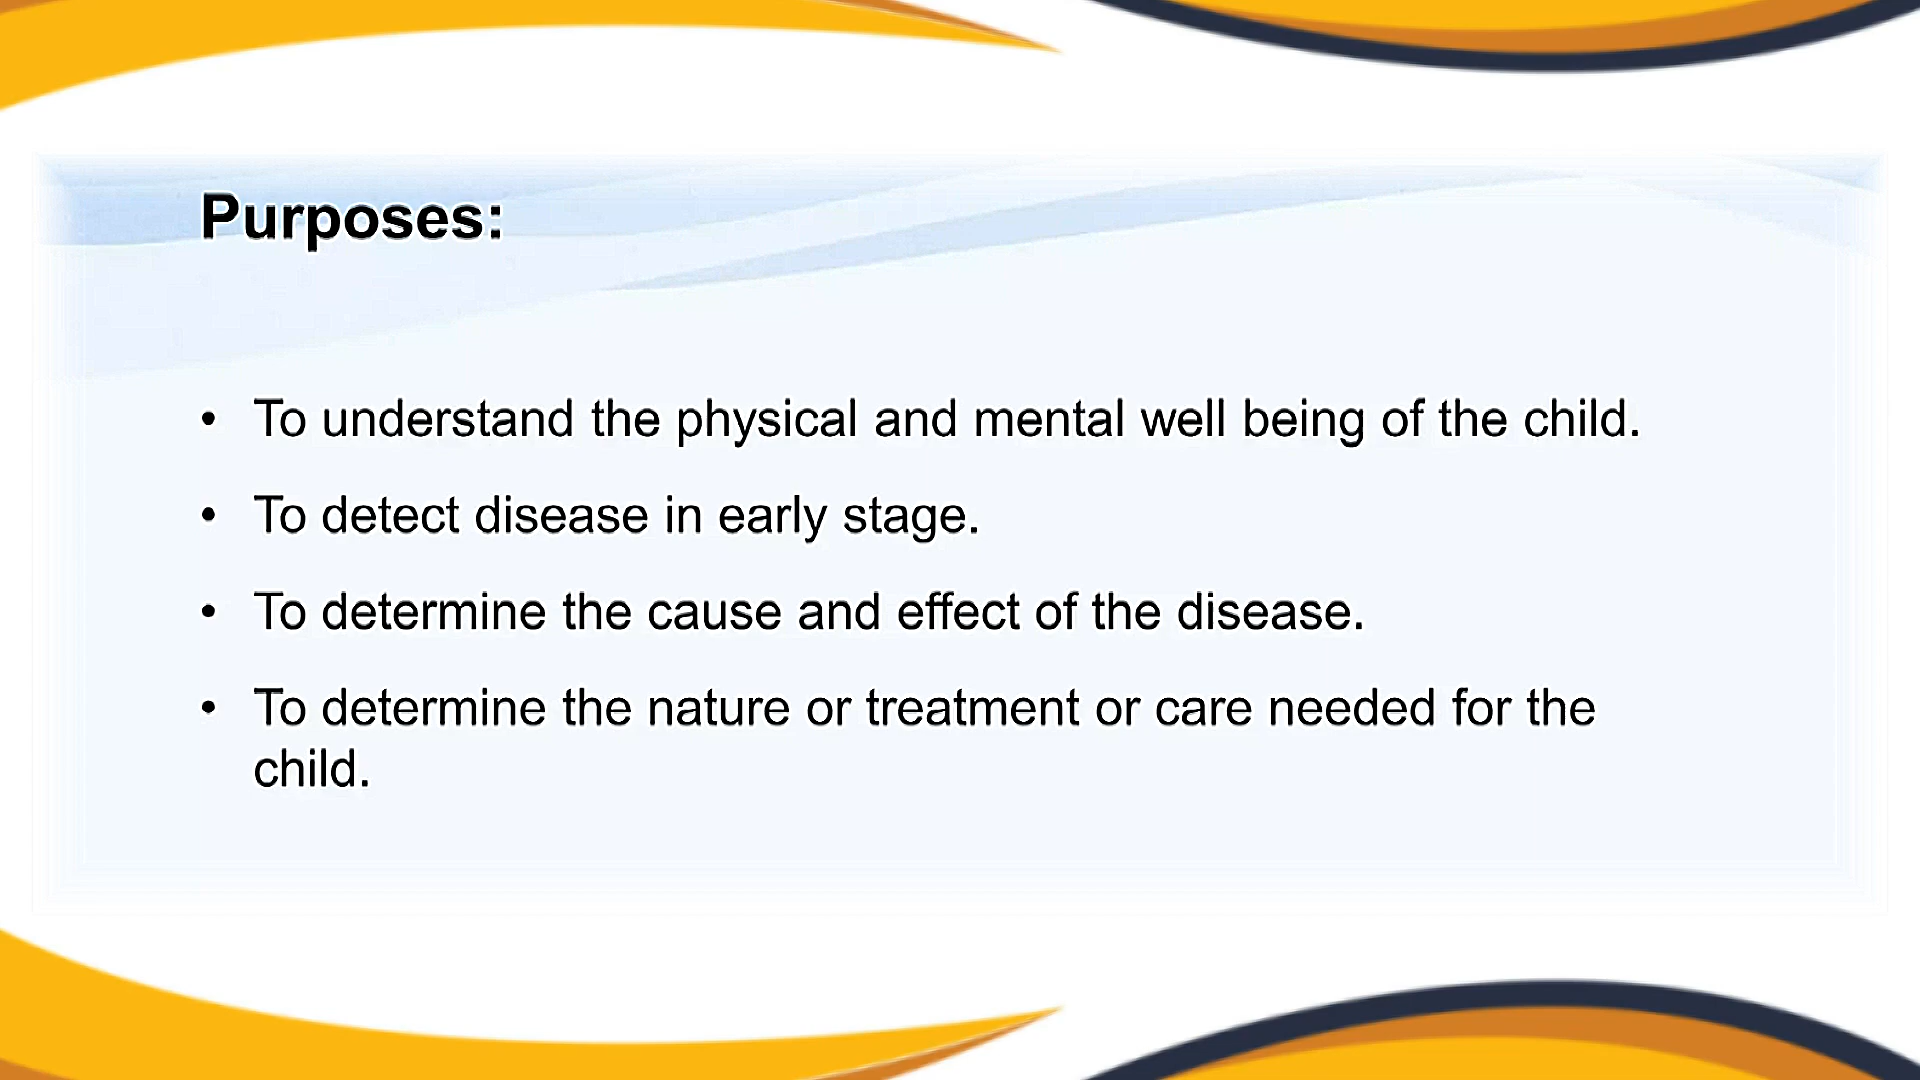 Purposes:
• To understand the physical and mental well being of the child.
• To detect disease in early stage.
• To determine the cause and effect of the disease.
• To determine the nature or treatment or care needed for the
child.